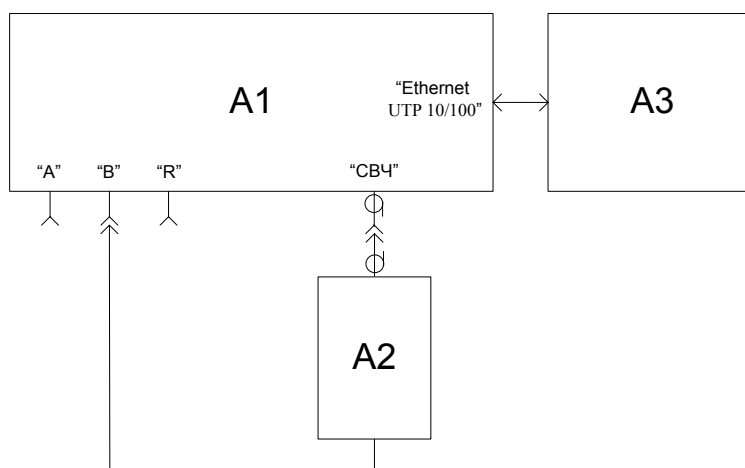 A1
“Ethernet
UTP 10/100”
A3
“A”
“B”
“R”
“СВЧ”
A2